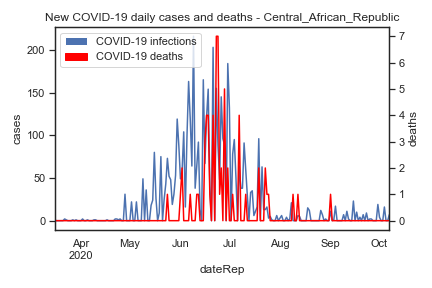 New COVID-19 daily cases and deaths - Central_African_Republic
COVID-19 infections
COVID-19 deaths
200
150
100
50
0
cases
7
6
5
4
3
2
1
0
deaths
Apr May Jun Jul Aug Sep Oct
2020
dateRep